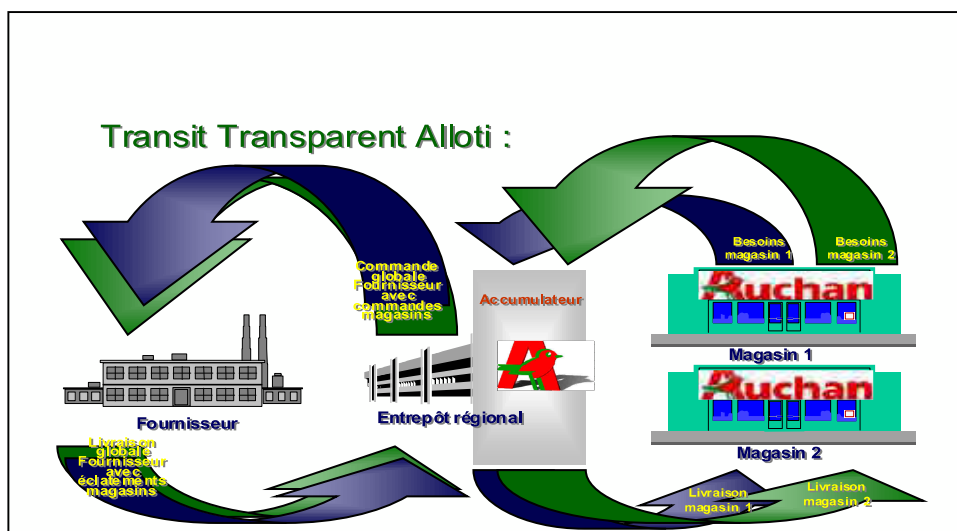 Transit Transparent Alloti :
Besoins
magasin 1
Besoins
magasin 2
Commande
globale
Fournisseur
avec
commandes
magasins
Accumulateur
Auchan
Magasin 1
Auchan
Magasin 2
Fournisseur
Entrepôt régional
Livraison
globale
Fournisseur
avec
éclatements
magasins
Livraison
magasin 1
Livraison
magasin 2